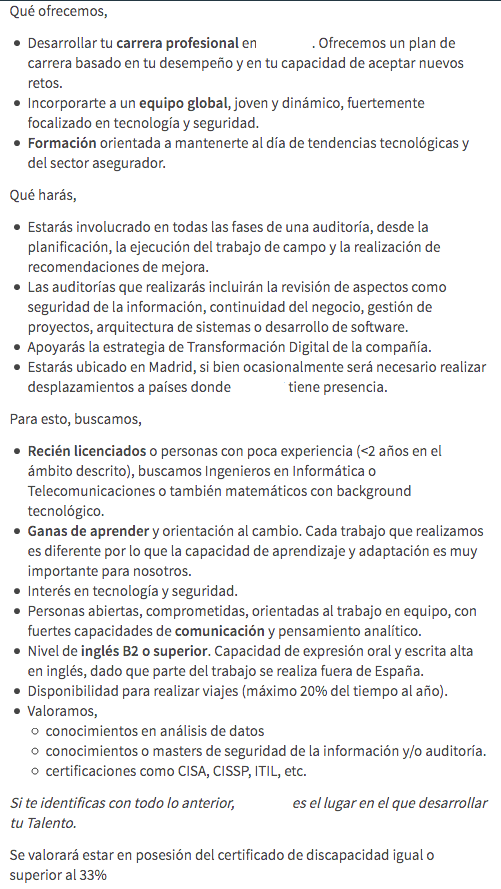 Qué ofrecemos,
• Desarrollar tu carrera profesional en . Ofrecemos un plan de
carrera basado en tu desempeño y en tu capacidad de aceptar nuevos
retos.
• Incorporarte a un equipo global, joven y dinámico, fuertemente
focalizado en tecnología y seguridad.
• Formación orientada a mantenerte al día de tendencias tecnológicas y
del sector asegurador.
Qué harás,
• Estarás involucrado en todas las fases de una auditoría, desde la
planificación, la ejecución del trabajo de campo y la realización de
recomendaciones de mejora.
• Las auditorías que realizarás incluirán la revisión de aspectos como
seguridad de la información, continuidad del negocio, gestión de
proyectos, arquitectura de sistemas o desarrollo de software.
• Apoyarás la estrategia de Transformación Digital de la compañía.
• Estarás ubicado en Madrid, si bien ocasionalmente será necesario realizar
desplazamientos a países donde tiene presencia.
Para esto, buscamos,
• Recién licenciados o personas con poca experiencia (<2 años en el
ámbito descrito), buscamos Ingenieros en Informática o
Telecomunicaciones o también matemáticos con background
tecnológico.
• Ganas de aprender y orientación al cambio. Cada trabajo que realizamos
es diferente por lo que la capacidad de aprendizaje y adaptación es muy
importante para nosotros.
• Interés en tecnología y seguridad.
• Personas abiertas, comprometidas, orientadas al trabajo en equipo, con
fuertes capacidades de comunicación y pensamiento analítico.
• Nivel de inglés B2 o superior. Capacidad de expresión oral y escrita alta
en inglés, dado que parte del trabajo se realiza fuera de España.
• Disponibilidad para realizar viajes (máximo 20% del tiempo al año).
• Valoramos,
○ conocimientos en análisis de datos
○ conocimientos o masters de seguridad de la información y/o auditoría.
○ certificaciones como CISA, CISSP, ITIL, etc.
Si te identificas con todo lo anterior, es el lugar en el que desarrollar
tu Talento.
Se valorará estar en posesión del certificado de discapacidad igual o
superior al 33%